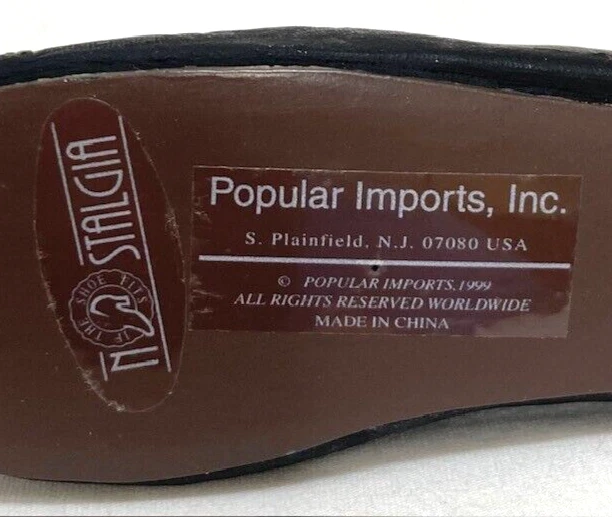 NOSTALGIA
IF THE SHOE FITS
Popular Imports, Inc.
S. Plainfield, N.J. 07080 USA
© POPULAR IMPORTS,1999
ALL RIGHTS RESERVED WORLDWIDE
MADE IN CHINA